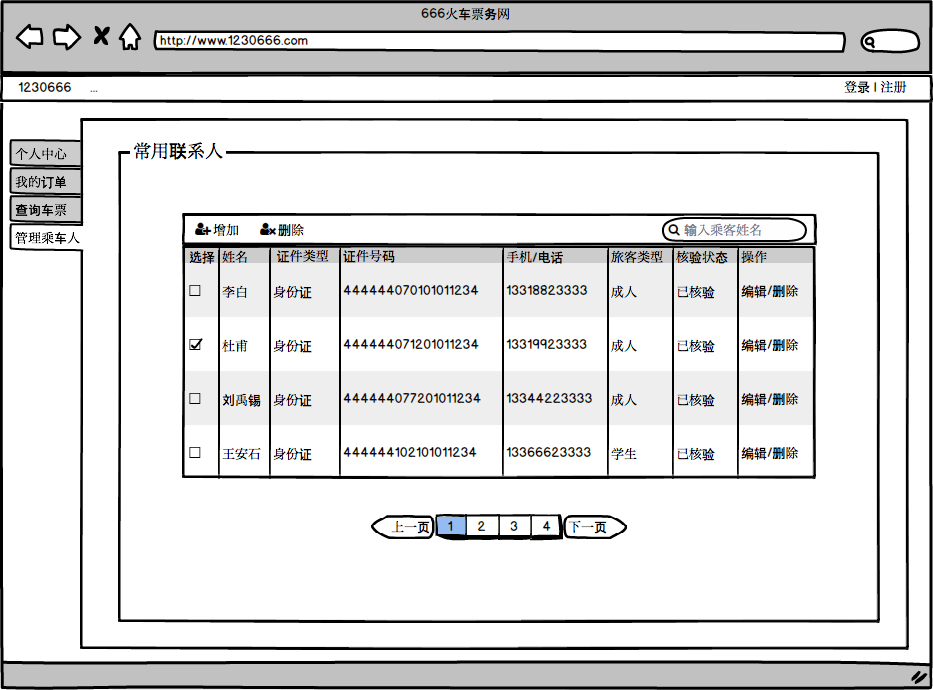 666火车票务网
http://www.1230666.com
1230666 ... 登录 | 注册
个人中心
我的订单
查询车票
管理乘车人
常用联系人
增加 删除 输入乘客姓名
选择 姓名 证件类型 证件号码 手机/电话 旅客类型 核验状态 操作
李白 身份证 444444070101011234 13318823333 成人 已核验 编辑/删除
杜甫 身份证 444444071201011234 13319923333 成人 已核验 编辑/删除
刘禹锡 身份证 444444077201011234 13344223333 成人 已核验 编辑/删除
王安石 身份证 444444102101011234 13366623333 学生 已核验 编辑/删除
上一页 1 2 3 4 下一页